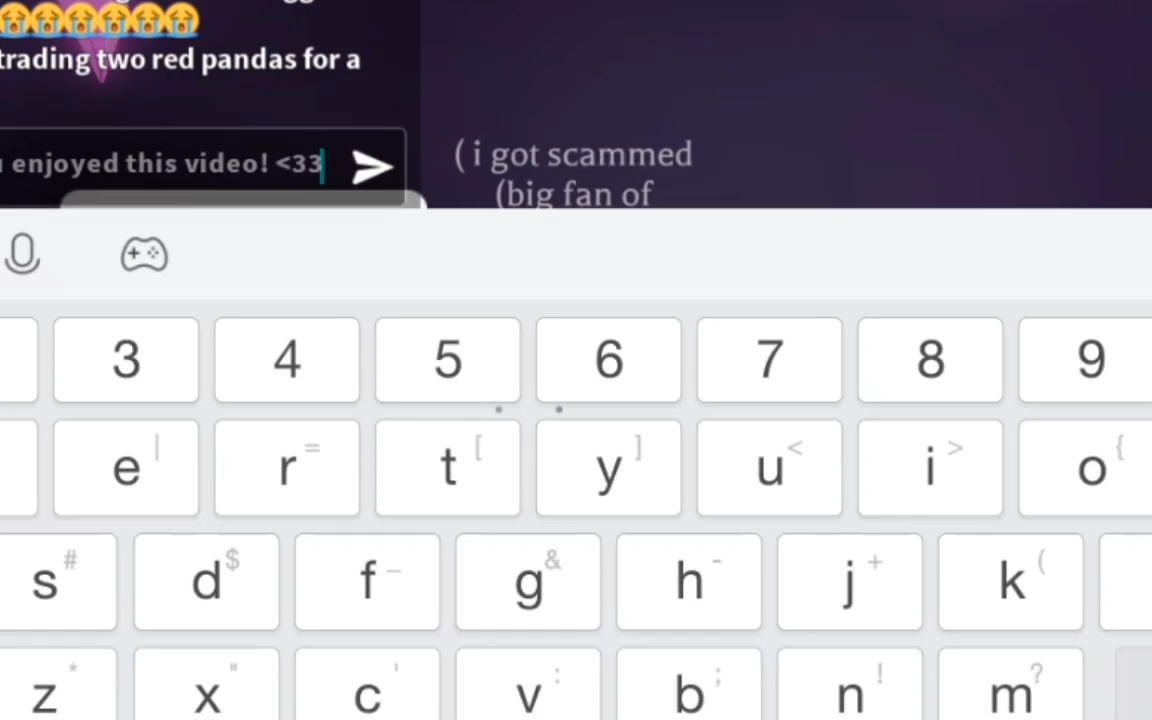 😭😭😭😭😭😭
trading two red pandas for a
enjoyed this video! <33
( i got scammed
(big fan of
3 4 5 6 7 8 9
e | r = t [ y ] u < i > o {
s # d $ f _ g & h - j + k (
z * x " c ' v : b ; n ! m ?